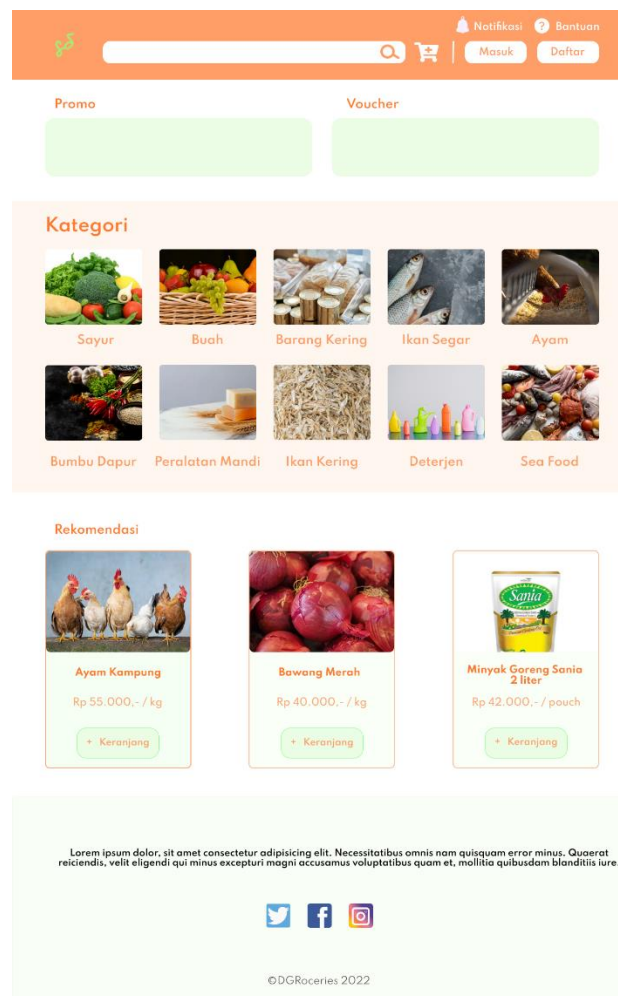 Notifikasi
? Bantuan
Masuk
Daftar
Promo
Voucher
Kategori
Sayur
Buah
Barang Kering
Ikan Segar
Ayam
Bumbu Dapur
Peralatan Mandi
Ikan Kering
Deterjen
Sea Food
Rekomendasi
Ayam Kampung
Rp 55.000,- / kg
+ Keranjang
Bawang Merah
Rp 40.000,- / kg
+ Keranjang
Sania
Minyak Goreng Sania
2 liter
Rp 42.000,- / pouch
+ Keranjang
Lorem ipsum dolor, sit amet consectetur adipisicing elit. Necessitatibus omnis nam quisquam error minus. Quaerat
reiciendis, velit eligendi qui minus excepturi magni accusamus voluptatibus quam et, mollitia quibusdam blanditiis iure.
©DGRoceries 2022